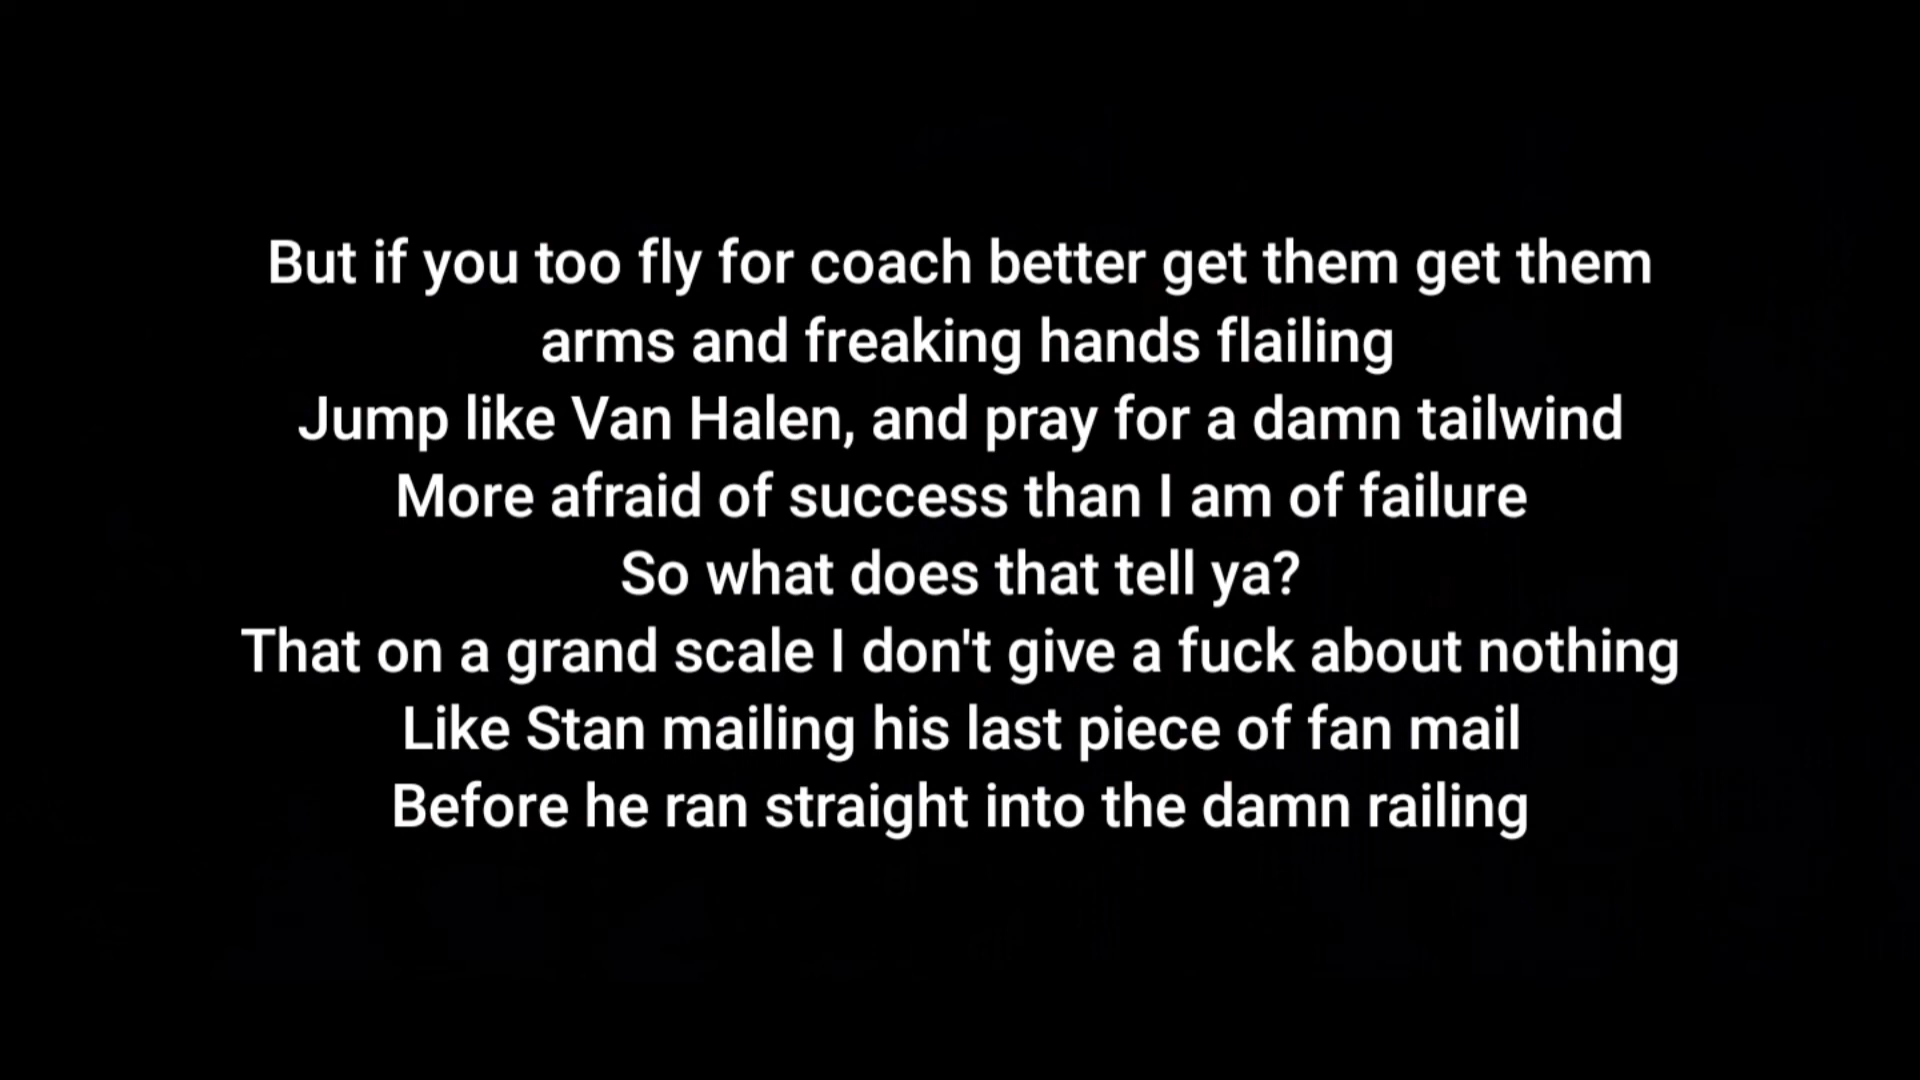 But if you too fly for coach better get them get them
arms and freaking hands flailing
Jump like Van Halen, and pray for a damn tailwind
More afraid of success than I am of failure
So what does that tell ya?
That on a grand scale I don't give a fuck about nothing
Like Stan mailing his last piece of fan mail
Before he ran straight into the damn railing